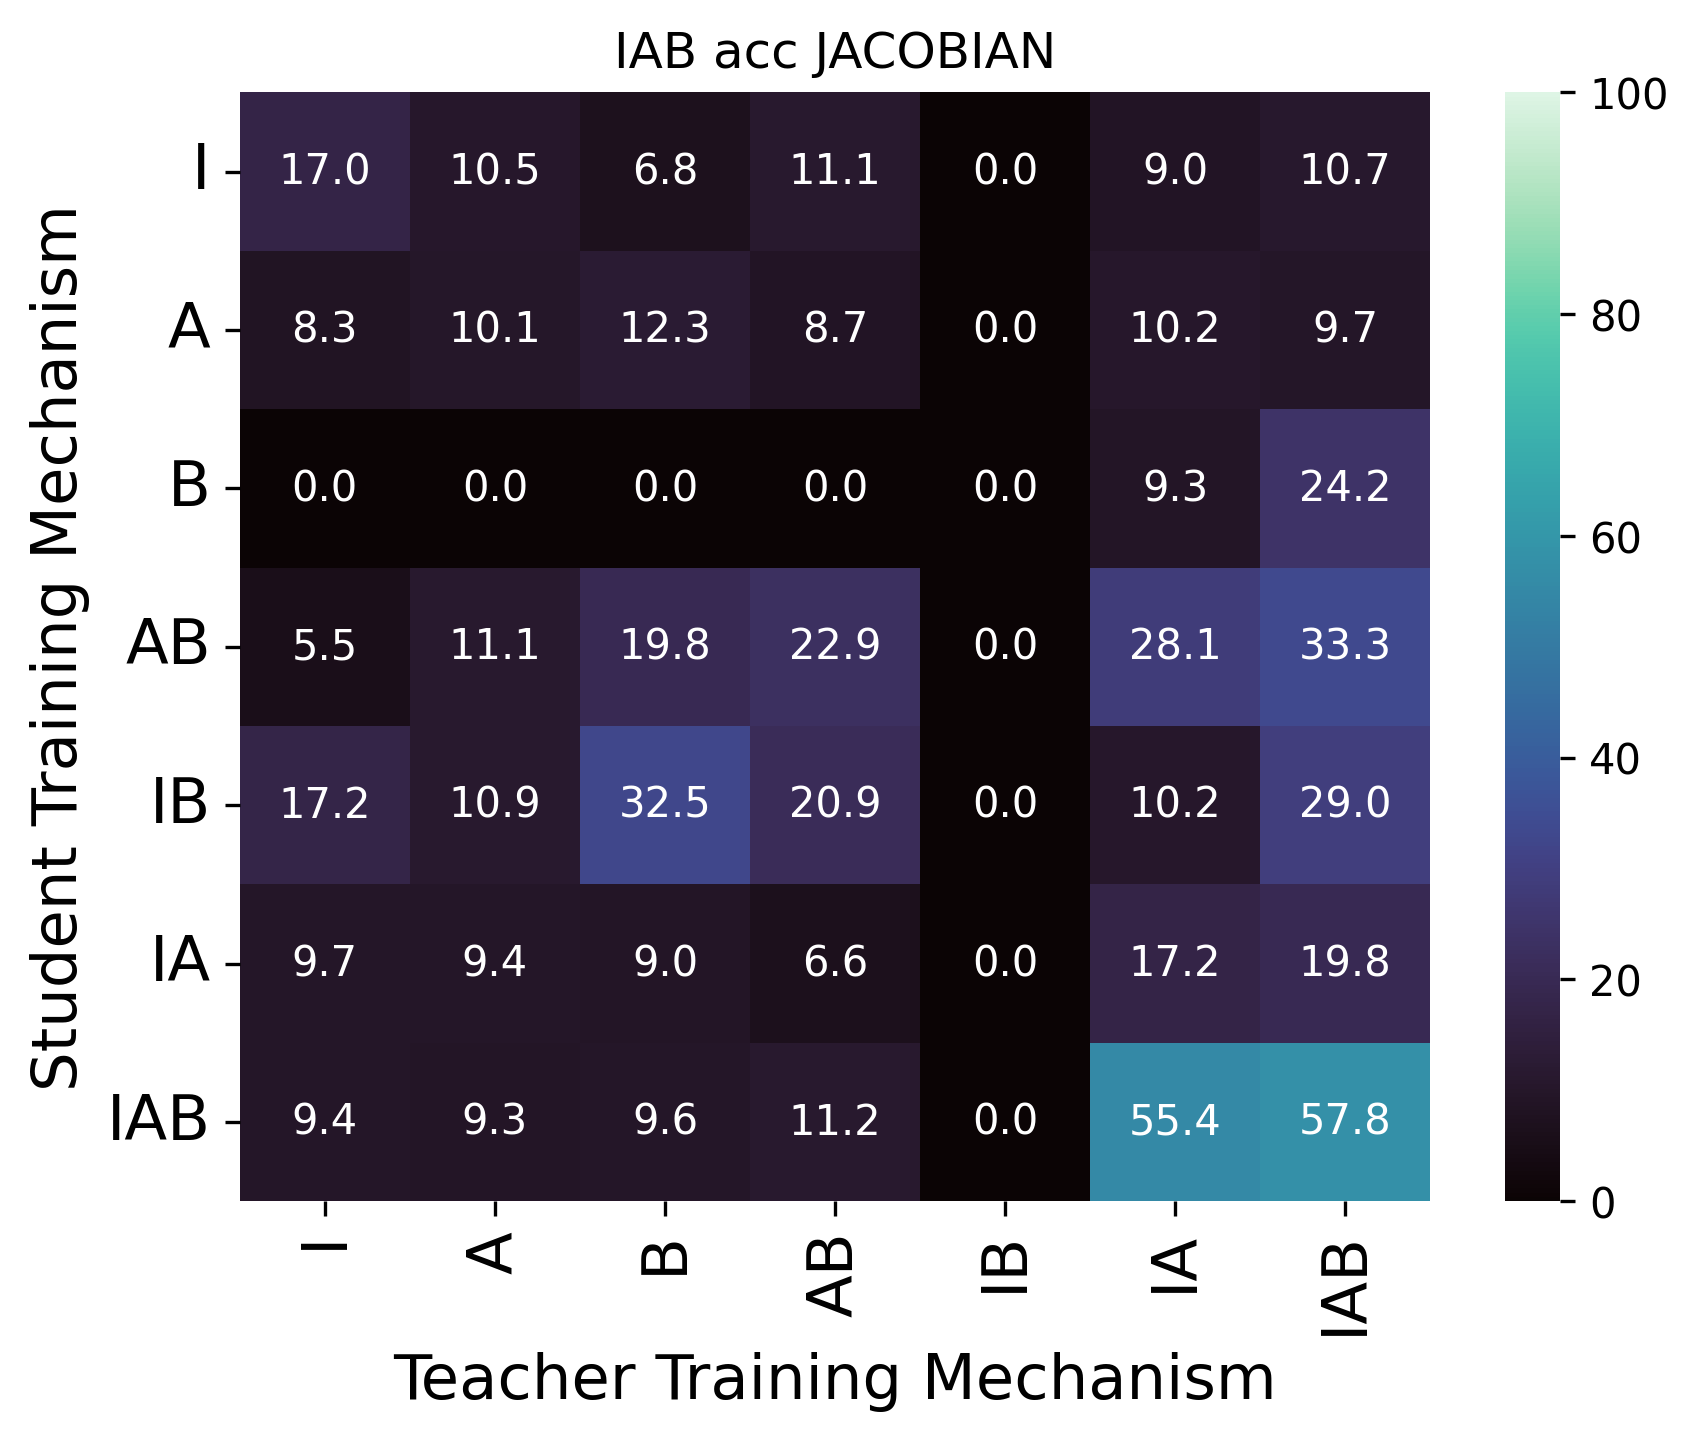 IAB acc JACOBIAN
Student Training Mechanism
I 17.0 10.5 6.8 11.1 0.0 9.0 10.7
A 8.3 10.1 12.3 8.7 0.0 10.2 9.7
B 0.0 0.0 0.0 0.0 0.0 9.3 24.2
AB 5.5 11.1 19.8 22.9 0.0 28.1 33.3
IB 17.2 10.9 32.5 20.9 0.0 10.2 29.0
IA 9.7 9.4 9.0 6.6 0.0 17.2 19.8
IAB 9.4 9.3 9.6 11.2 0.0 55.4 57.8
I A B AB IB IA IAB
Teacher Training Mechanism
100
80
60
40
20
0